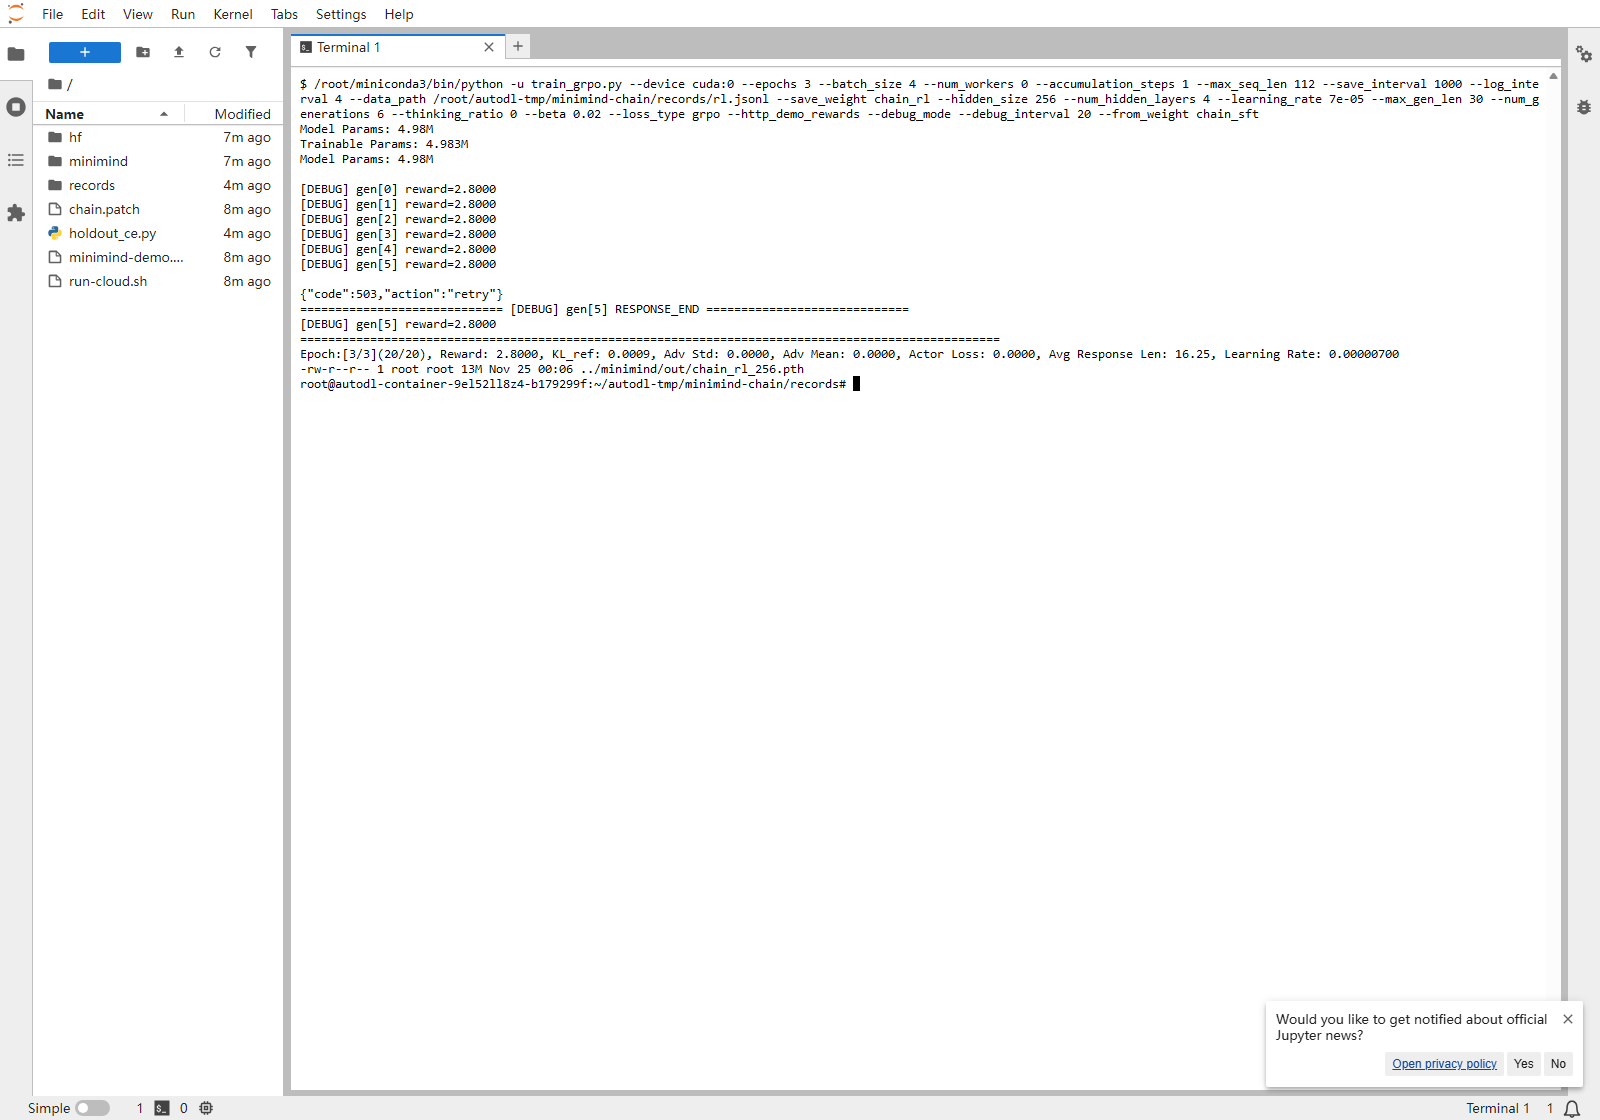 File Edit View Run Kernel Tabs Settings Help
Terminal 1
/
Name Modified
hf 7m ago
minimind 7m ago
records 4m ago
chain.patch 8m ago
holdout_ce.py 4m ago
minimind-demo.... 8m ago
run-cloud.sh 8m ago
$ /root/miniconda3/bin/python -u train_grpo.py --device cuda:0 --epochs 3 --batch_size 4 --num_workers 0 --accumulation_steps 1 --max_seq_len 112 --save_interval 1000 --log_inte
rval 4 --data_path /root/autodl-tmp/minimind-chain/records/rl.jsonl --save_weight chain_rl --hidden_size 256 --num_hidden_layers 4 --learning_rate 7e-05 --max_gen_len 30 --num_g
enerations 6 --thinking_ratio 0 --beta 0.02 --loss_type grpo --http_demo_rewards --debug_mode --debug_interval 20 --from_weight chain_sft
Model Params: 4.98M
Trainable Params: 4.983M
Model Params: 4.98M
[DEBUG] gen[0] reward=2.8000
[DEBUG] gen[1] reward=2.8000
[DEBUG] gen[2] reward=2.8000
[DEBUG] gen[3] reward=2.8000
[DEBUG] gen[4] reward=2.8000
[DEBUG] gen[5] reward=2.8000
{"code":503,"action":"retry"}
============================= [DEBUG] gen[5] RESPONSE_END =============================
[DEBUG] gen[5] reward=2.8000
====================================================================================================
Epoch:[3/3](20/20), Reward: 2.8000, KL_ref: 0.0009, Adv Std: 0.0000, Adv Mean: 0.0000, Actor Loss: 0.0000, Avg Response Len: 16.25, Learning Rate: 0.00000700
-rw-r--r-- 1 root root 13M Nov 25 00:06 ../minimind/out/chain_rl_256.pth
root@autodl-container-9el52ll8z4-b179299f:~/autodl-tmp/minimind-chain/records#
Would you like to get notified about official
Jupyter news?
Open privacy policy Yes No
Simple 1 0 Terminal 1 1